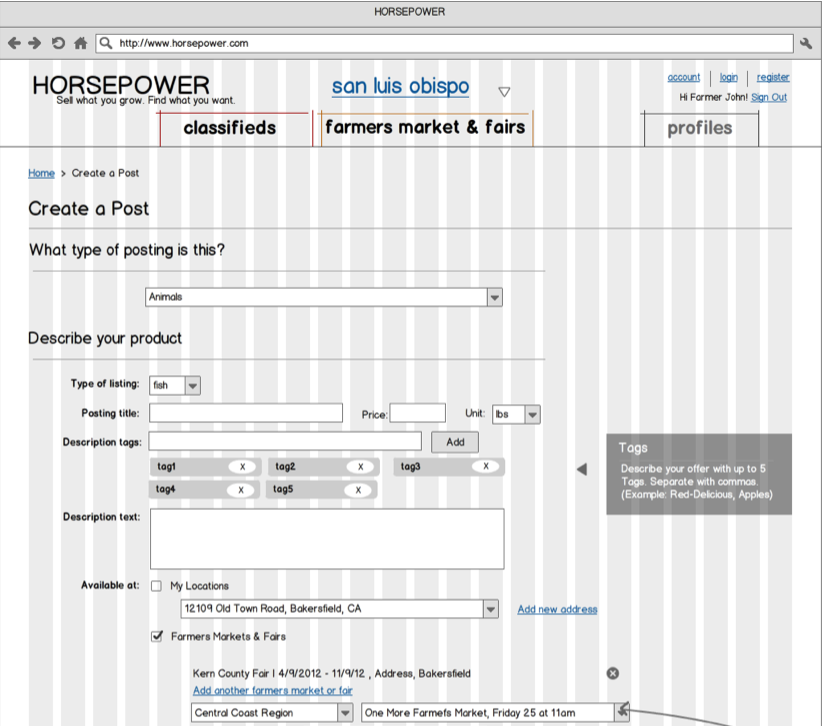 HORSEPOWER
http://www.horsepower.com
HORSEPOWER
Sell what you grow. Find what you want.
san luis obispo
account | login | register
Hi Farmer John! Sign Out
classifieds
farmers market & fairs
profiles
Home > Create a Post
Create a Post
What type of posting is this?
Animals
Describe your product
Type of listing: fish
Posting title: Price: Unit: lbs
Description tags: Add
tag1 X tag2 X tag3 X
tag4 X tag5 X
Tags
Describe your offer with up to 5
Tags. Separate with commas.
(Example: Red-Delicious, Apples)
Description text:
Available at: My Locations
12109 Old Town Road, Bakersfield, CA
Add new address
Farmers Markets & Fairs
Kern County Fair | 4/9/2012 - 11/9/12 , Address, Bakersfield
Add another farmers market or fair
Central Coast Region
One More Farmefs Market, Friday 25 at 11am